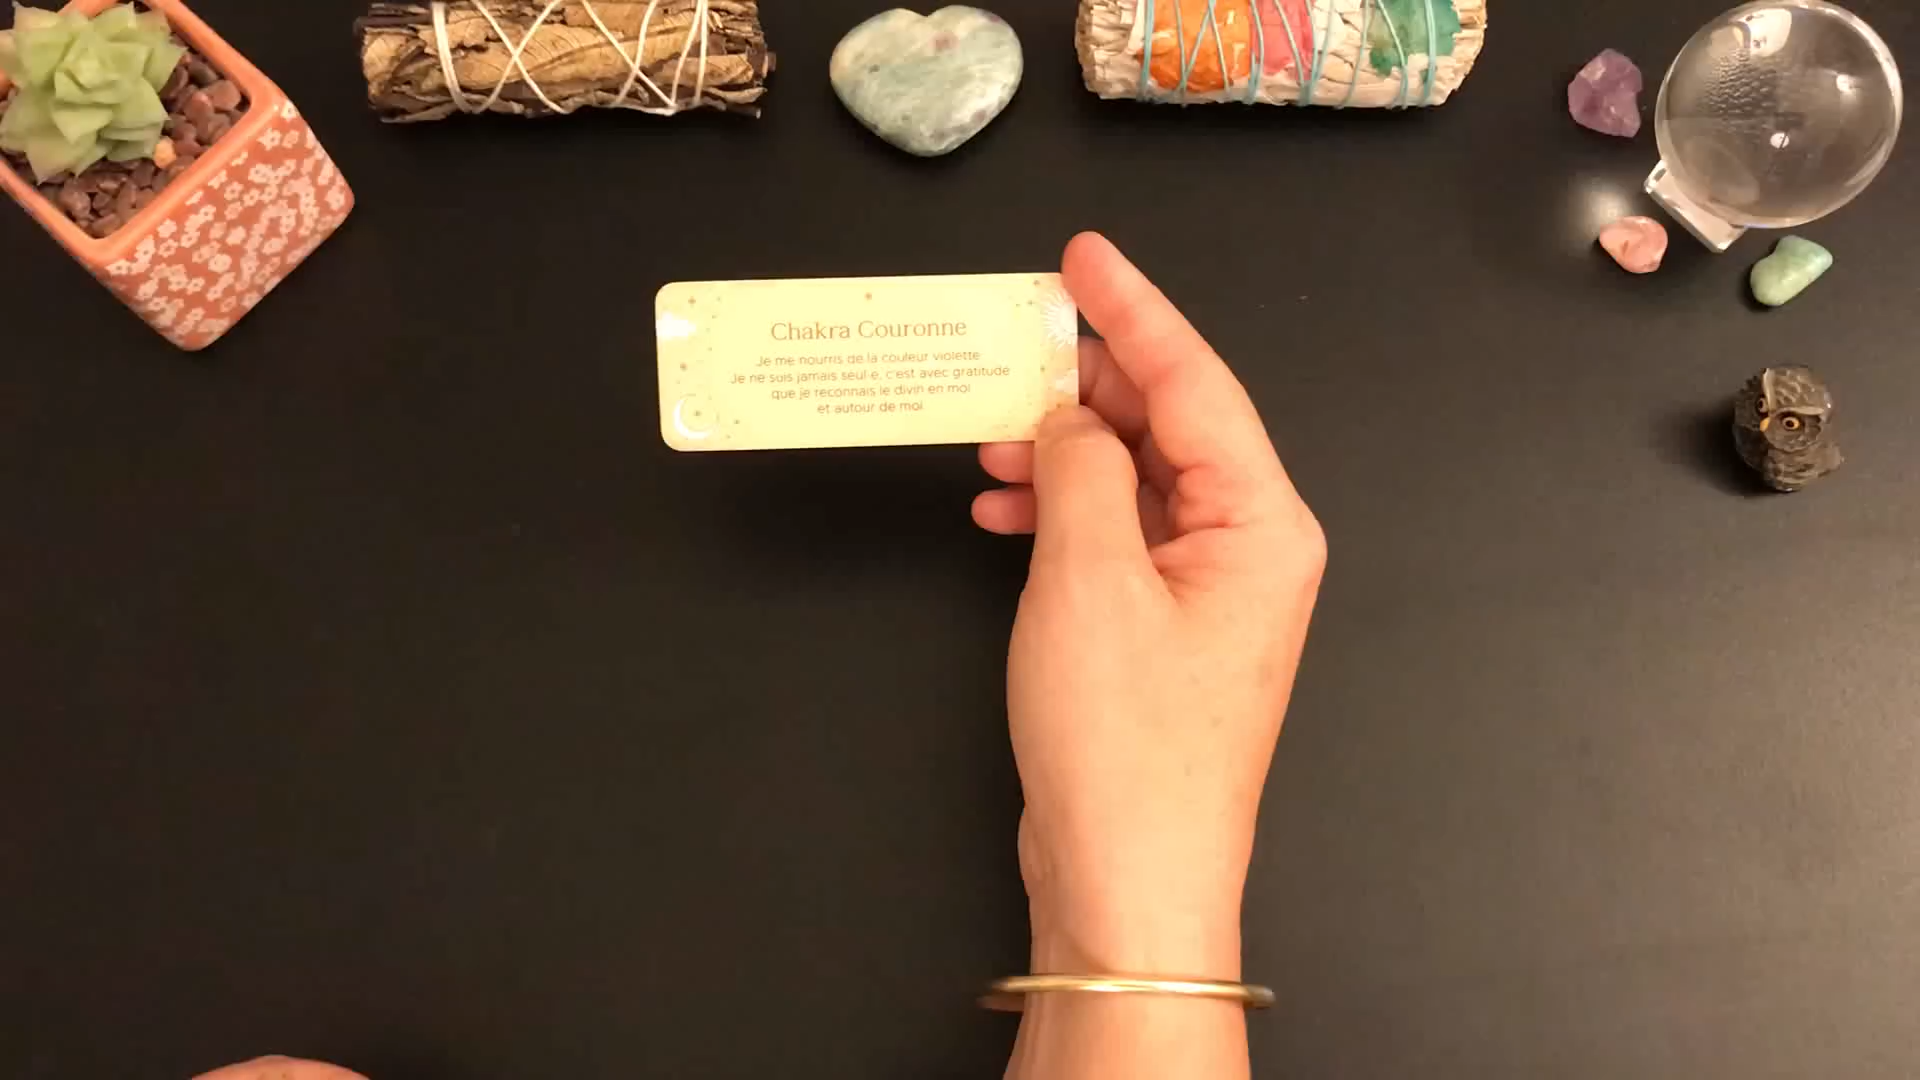 Chakra Couronne
Je me nourris de la couleur violette
Je ne suis jamais seul·e, c'est avec gratitude
que je reconnais le divin en moi
et autour de moi